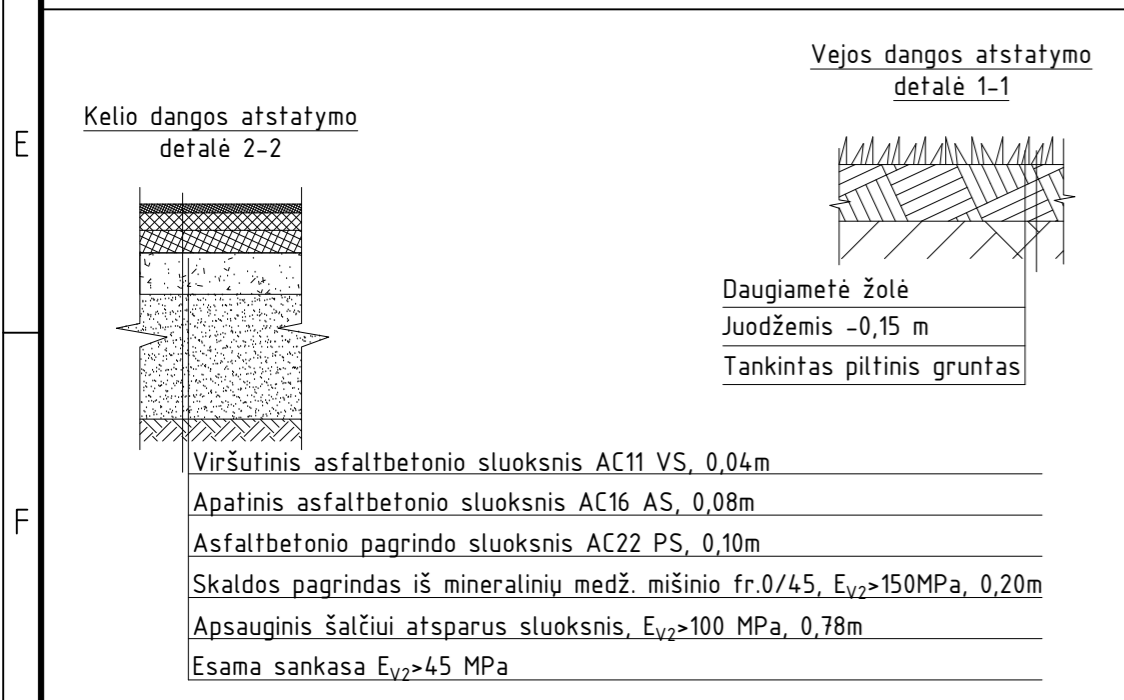 Vejos dangos atstatymo
detalė 1-1
Kelio dangos atstatymo
detalė 2-2
E
Daugiametė žolė
Juodžemis -0,15 m
Tankintas piltinis gruntas
Viršutinis asfaltbetonio sluoksnis AC11 VS, 0,04m
Apatinis asfaltbetonio sluoksnis AC16 AS, 0,08m
F
Asfaltbetonio pagrindo sluoksnis AC22 PS, 0,10m
Skaldos pagrindas iš mineralinių medž. mišinio fr.0/45, EV2>150MPa, 0,20m
Apsauginis šalčiui atsparus sluoksnis, EV2>100 MPa, 0,78m
Esama sankasa EV2>45 MPa